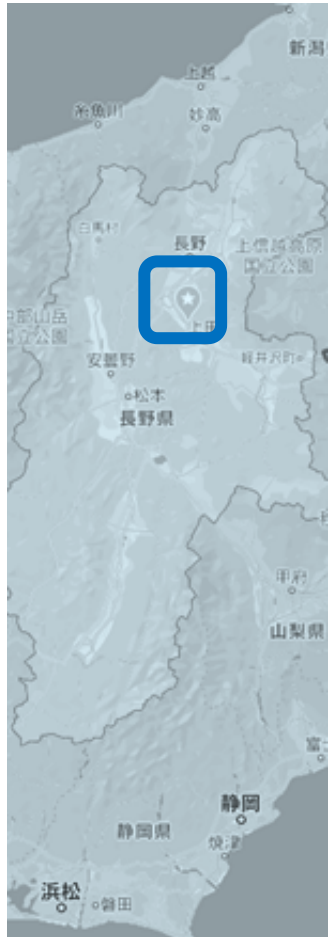 新潟
上越
糸魚川
妙高
白馬村
長野
上信越高原
国立公園
中部山岳
国立公園
上田
軽井沢町
安曇野
松本
長野県
甲府
山梨県
富士
静岡
静岡県
焼津
浜松
磐田